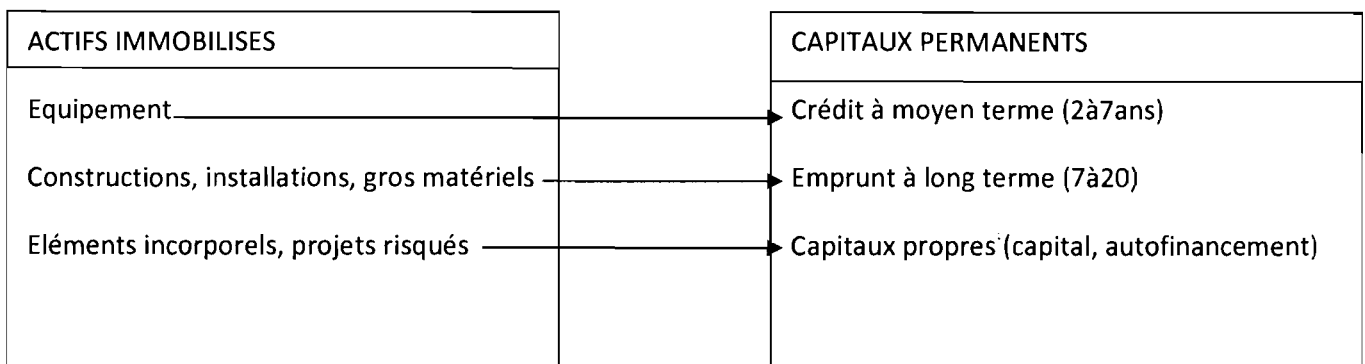 ACTIFS IMMOBILISES
CAPITAUX PERMANENTS
Equipement
Crédit à moyen terme (2à7ans)
Constructions, installations, gros matériels
Emprunt à long terme (7à20)
Eléments incorporels, projets risqués
Capitaux propres (capital, autofinancement)